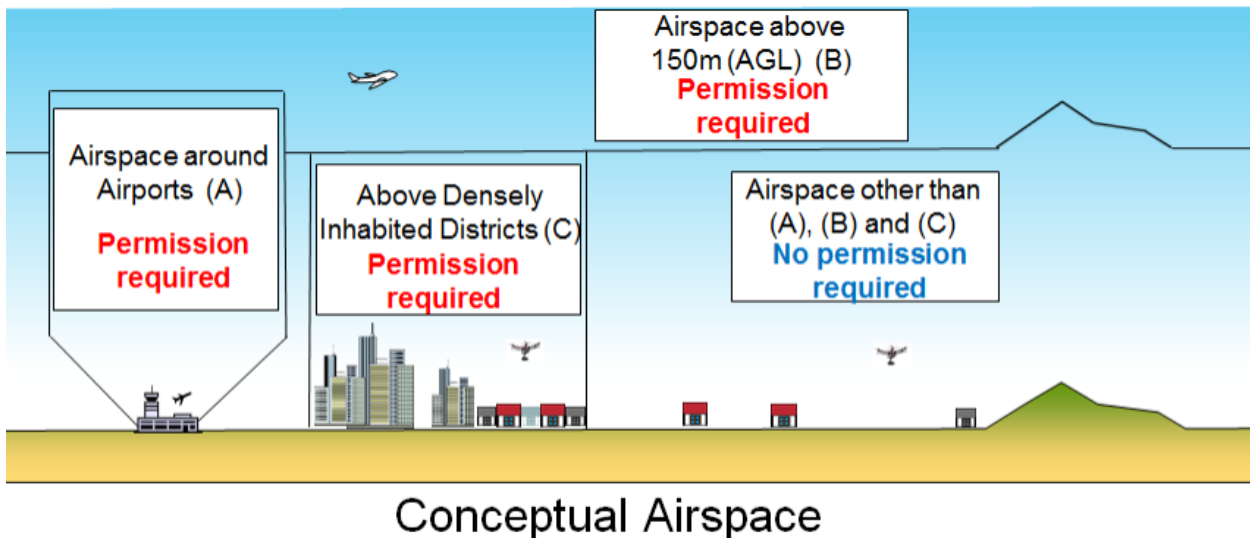 Airspace above
150m (AGL) (B)
Permission
required
Airspace around
Airports (A)
Permission
required
Above Densely
Inhabited Districts (C)
Permission
required
Airspace other than
(A), (B) and (C)
No permission
required
Conceptual Airspace